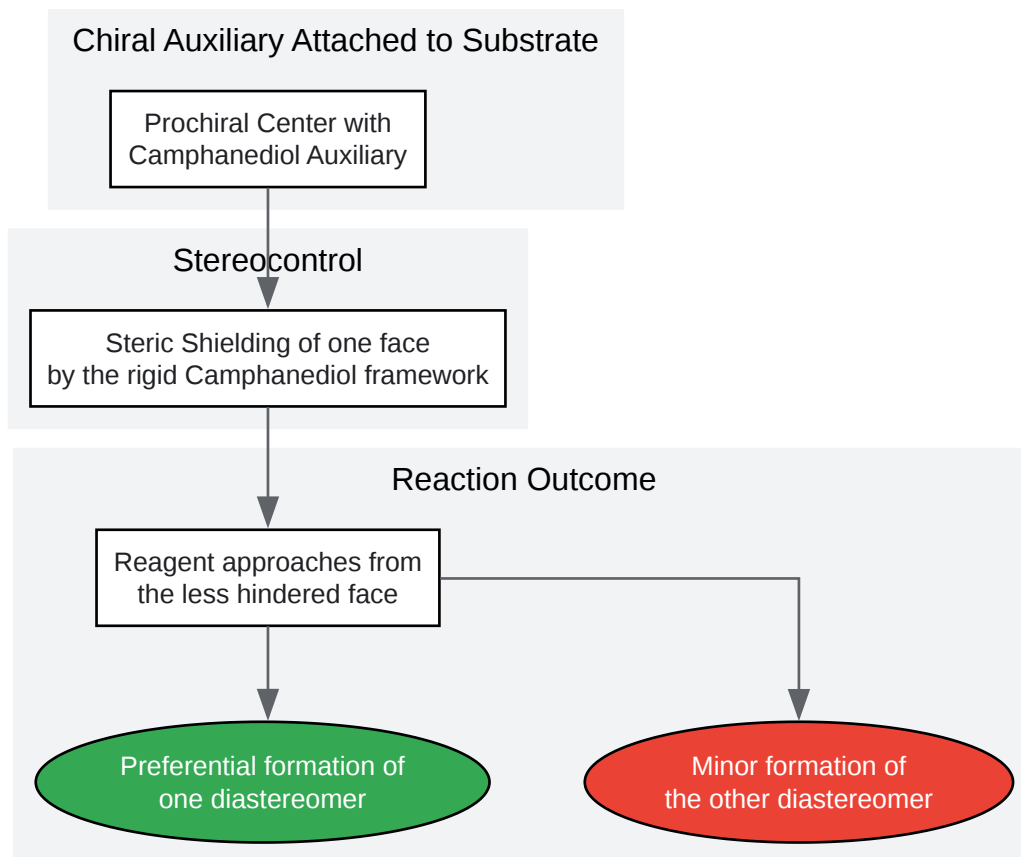 Chiral Auxiliary Attached to Substrate
Prochiral Center with
Camphanediol Auxiliary
Stereocontrol
Steric Shielding of one face
by the rigid Camphanediol framework
Reaction Outcome
Reagent approaches from
the less hindered face
Preferential formation of
one diastereomer
Minor formation of
the other diastereomer